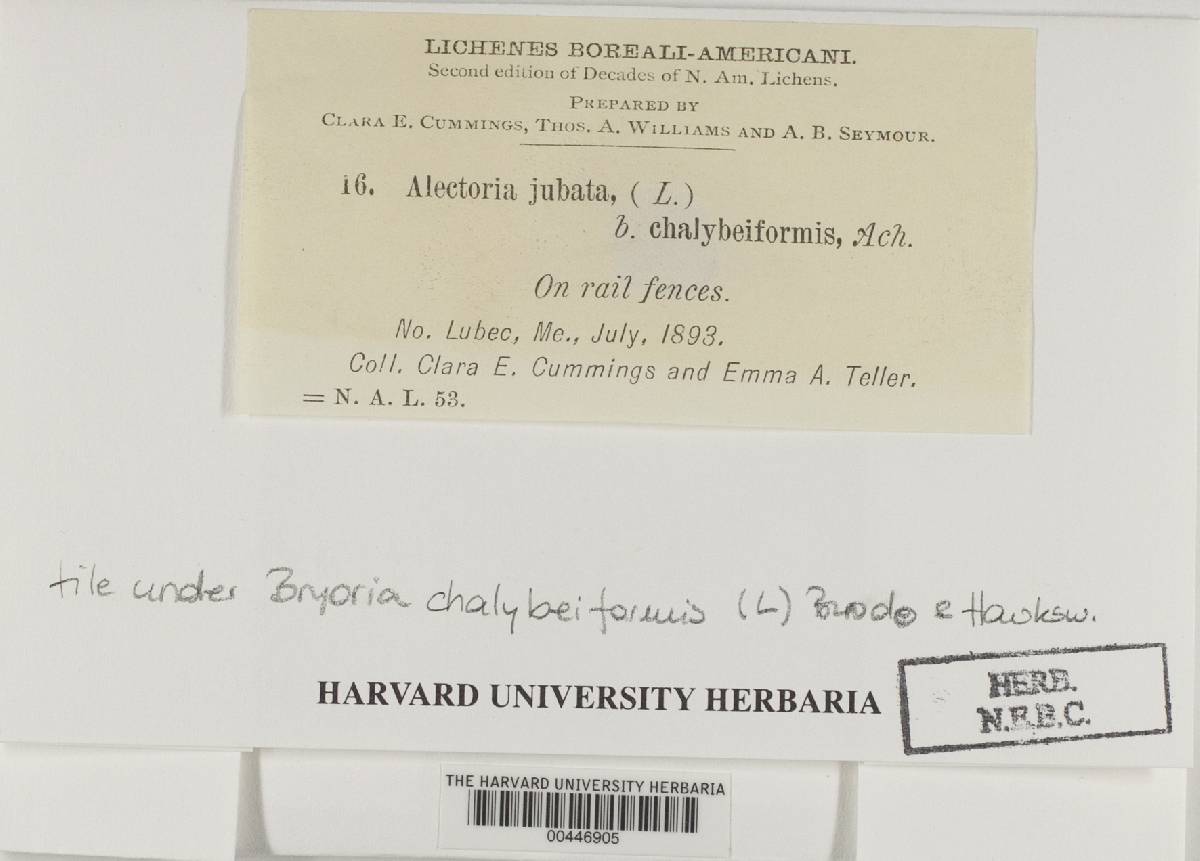 LICHENES BOREALI-AMERICANI.
Second edition of Decades of N. Am. Lichens.
PREPARED BY
CLARA E. CUMMINGS, THOS. A. WILLIAMS AND A. B. SEYMOUR.
16. Alectoria jubata, (L.)
b. chalybeiformis, Ach.
On rail fences.
No. Lubec, Me., July, 1893.
Coll. Clara E. Cummings and Emma A. Teller.
= N. A. L. 53.
file under Bryoria chalybeiformis (L) Brodo & Hawksw.
HARVARD UNIVERSITY HERBARIA
HERB.
N.E.B.C.
THE HARVARD UNIVERSITY HERBARIA
00446905